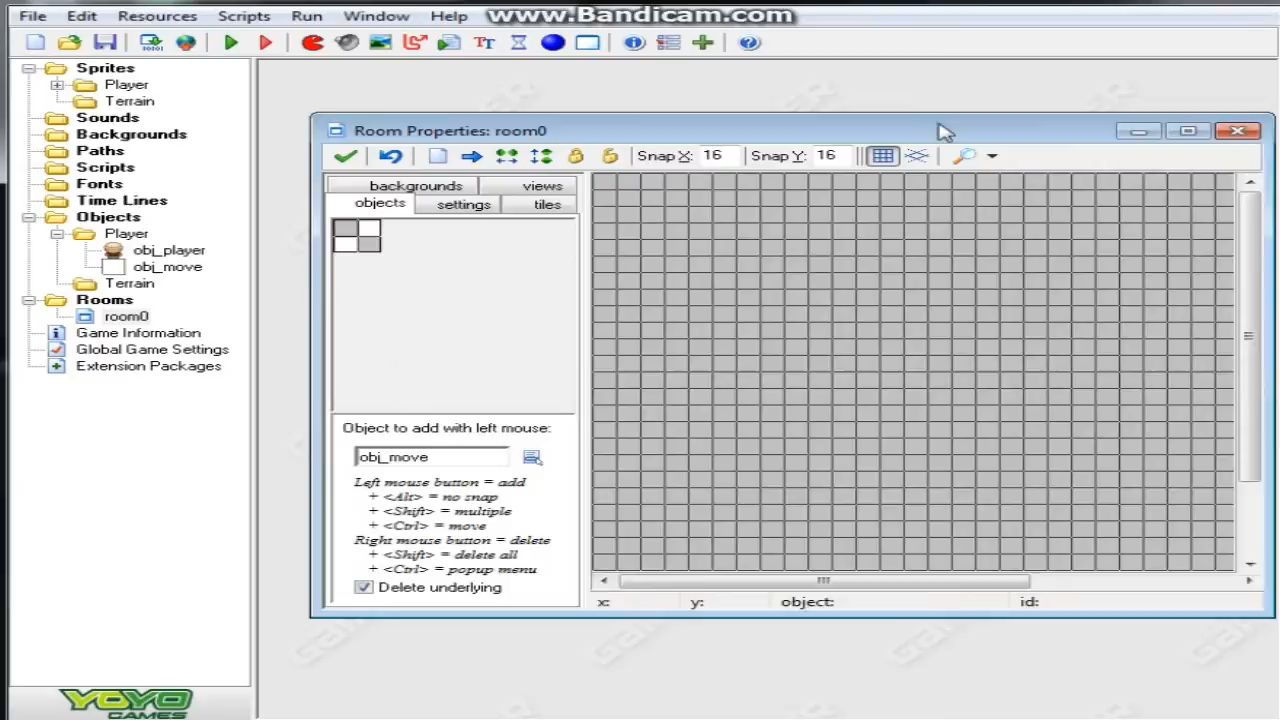 File Edit Resources Scripts Run Window Help www.Bandicam.com
Sprites
Player
Terrain
Sounds
Backgrounds
Paths
Scripts
Fonts
Time Lines
Objects
Player
obj_player
obj_move
Terrain
Rooms
room0
Game Information
Global Game Settings
Extension Packages
YOYO
GAMES
Room Properties: room0
Snap X: 16 Snap Y: 16
backgrounds views
objects settings tiles
Object to add with left mouse:
obj_move
Left mouse button = add
+ <Alt> = no snap
+ <Shift> = multiple
+ <Ctrl> = move
Right mouse button = delete
+ <Shift> = delete all
+ <Ctrl> = popup menu
Delete underlying
x: y: object: id: